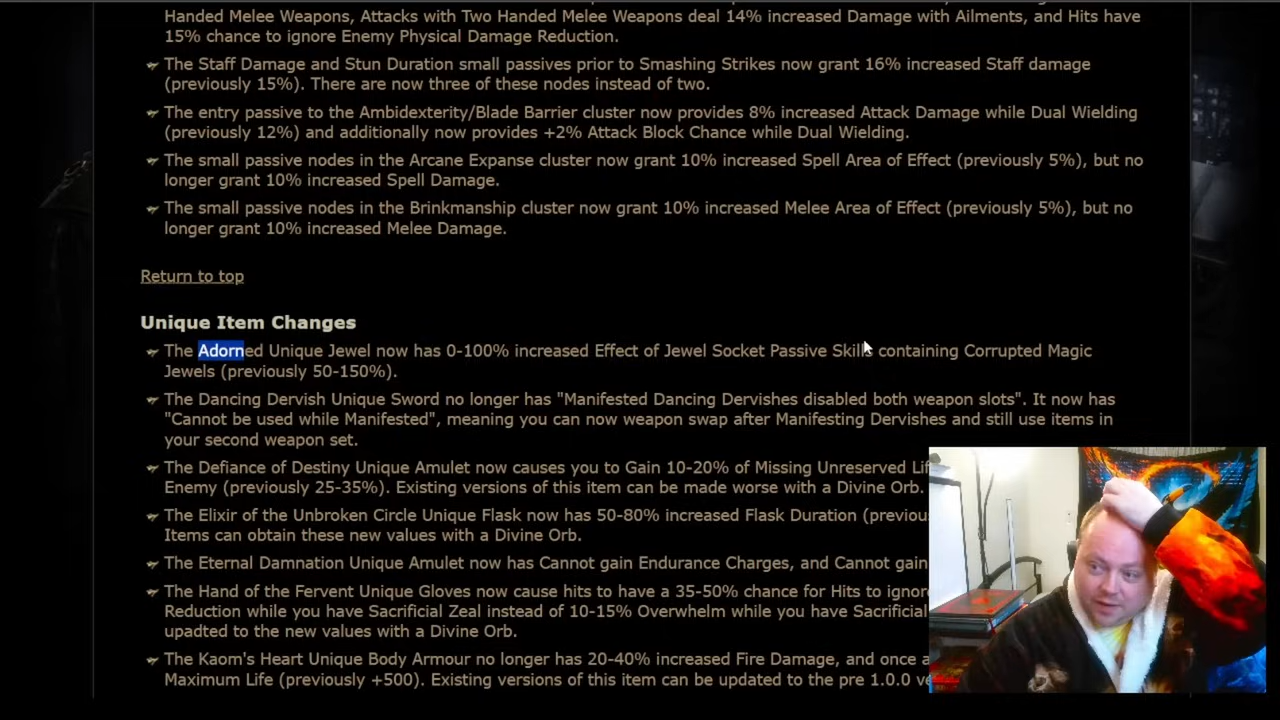 Handed Melee Weapons, Attacks with Two Handed Melee Weapons deal 14% increased Damage with Ailments, and Hits have
15% chance to ignore Enemy Physical Damage Reduction.
The Staff Damage and Stun Duration small passives prior to Smashing Strikes now grant 16% increased Staff damage
(previously 15%). There are now three of these nodes instead of two.
The entry passive to the Ambidexterity/Blade Barrier cluster now provides 8% increased Attack Damage while Dual Wielding
(previously 12%) and additionally now provides +2% Attack Block Chance while Dual Wielding.
The small passive nodes in the Arcane Expanse cluster now grant 10% increased Spell Area of Effect (previously 5%), but no
longer grant 10% increased Spell Damage.
The small passive nodes in the Brinkmanship cluster now grant 10% increased Melee Area of Effect (previously 5%), but no
longer grant 10% increased Melee Damage.
Return to top
Unique Item Changes
The Adorned Unique Jewel now has 0-100% increased Effect of Jewel Socket Passive Skills containing Corrupted Magic
Jewels (previously 50-150%).
The Dancing Dervish Unique Sword no longer has "Manifested Dancing Dervishes disabled both weapon slots". It now has
"Cannot be used while Manifested", meaning you can now weapon swap after Manifesting Dervishes and still use items in
your second weapon set.
The Defiance of Destiny Unique Amulet now causes you to Gain 10-20% of Missing Unreserved
Enemy (previously 25-35%). Existing versions of this item can be made worse with a Divine Orb.
The Elixir of the Unbroken Circle Unique Flask now has 50-80% increased Flask Duration
Items can obtain these new values with a Divine Orb.
The Eternal Damnation Unique Amulet now has Cannot gain Endurance Charges, and Cannot gain
The Hand of the Fervent Unique Gloves now cause hits to have a 35-50% chance for Hits to
Reduction while you have Sacrificial Zeal instead of 10-15% Overwhelm while you have Sacrificial
upadted to the new values with a Divine Orb.
The Kaom's Heart Unique Body Armour no longer has 20-40% increased Fire Damage, and once
Maximum Life (previously +500). Existing versions of this item can be updated to the pre 1.0.0